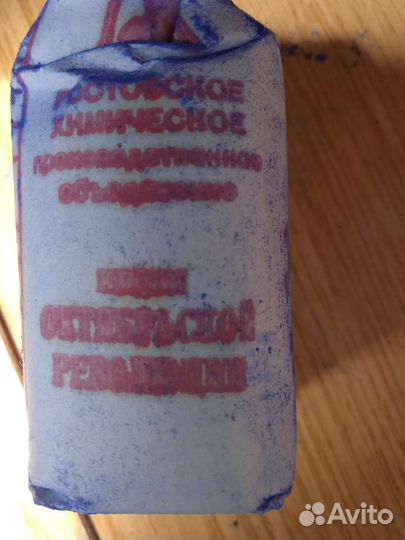 РОСТОВСКОЕ
ХИМИЧЕСКОЕ
производственное
объединение
ИМЕНИ
ОКТЯБРЬСКОЙ
РЕВОЛЮЦИИ
Avito